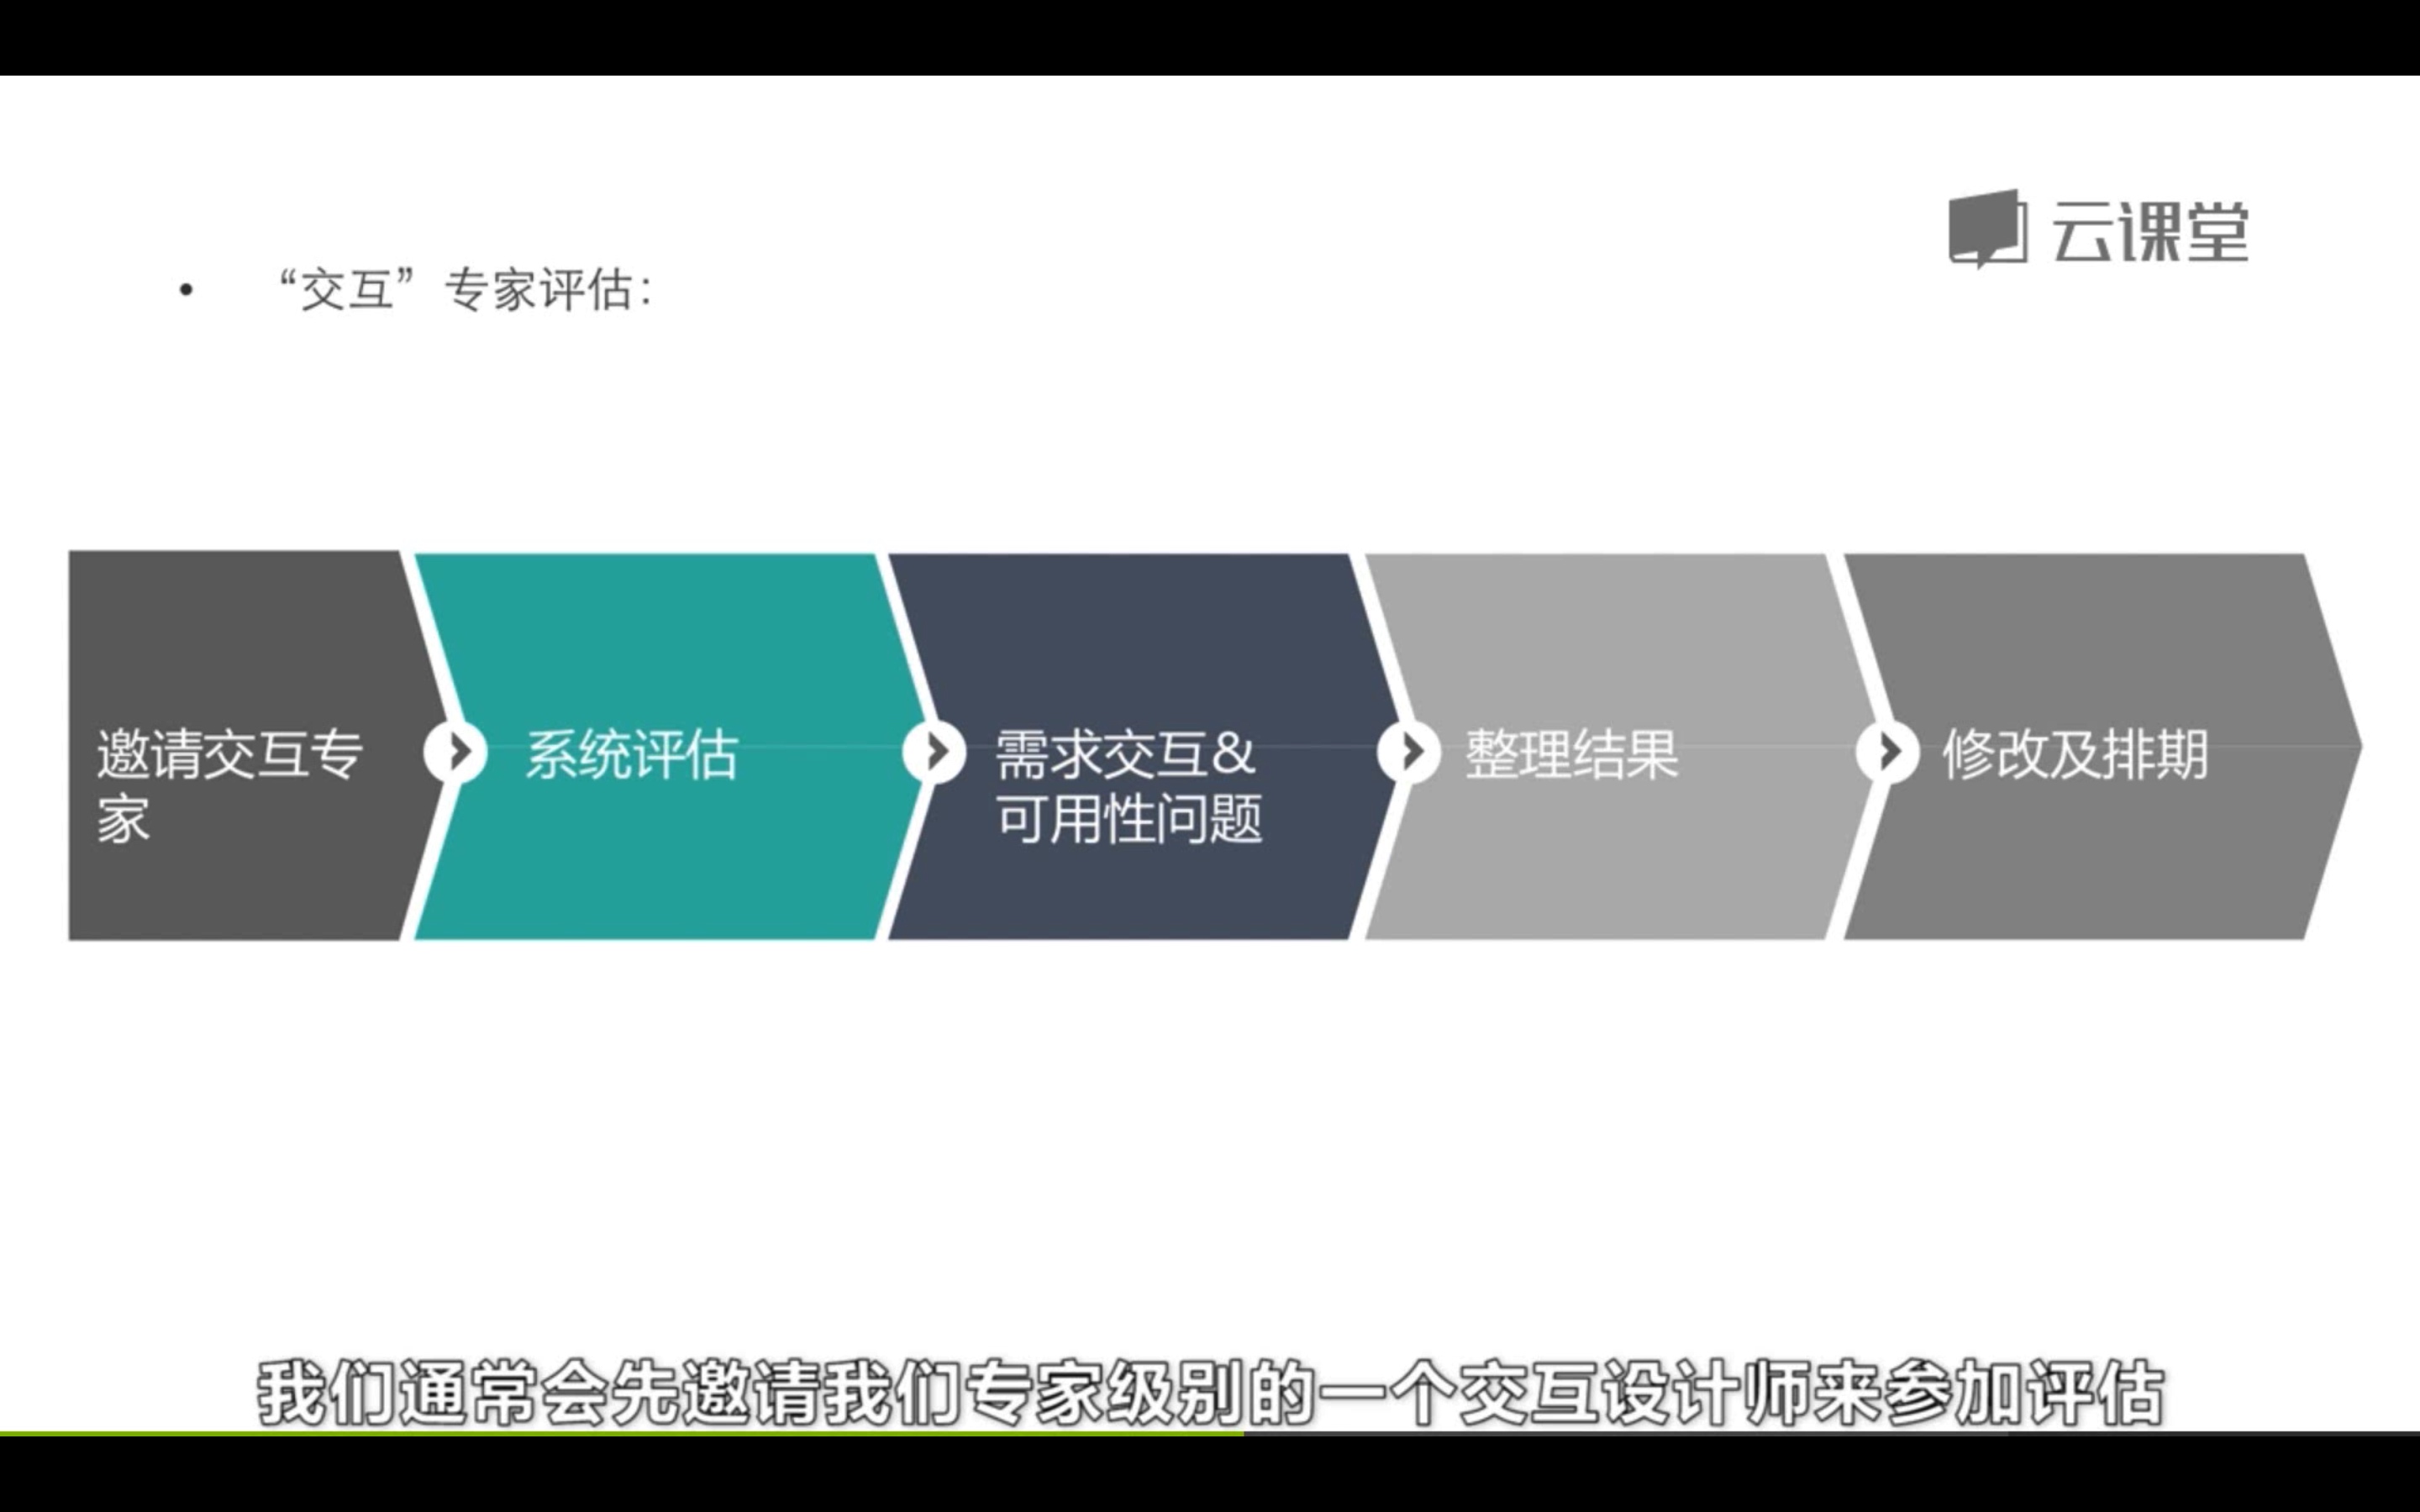 云课堂
• “交互”专家评估：
邀请交互专
家
系统评估
需求交互&
可用性问题
整理结果
修改及排期
我们通常会先邀请我们专家级别的一个交互设计师来参加评估